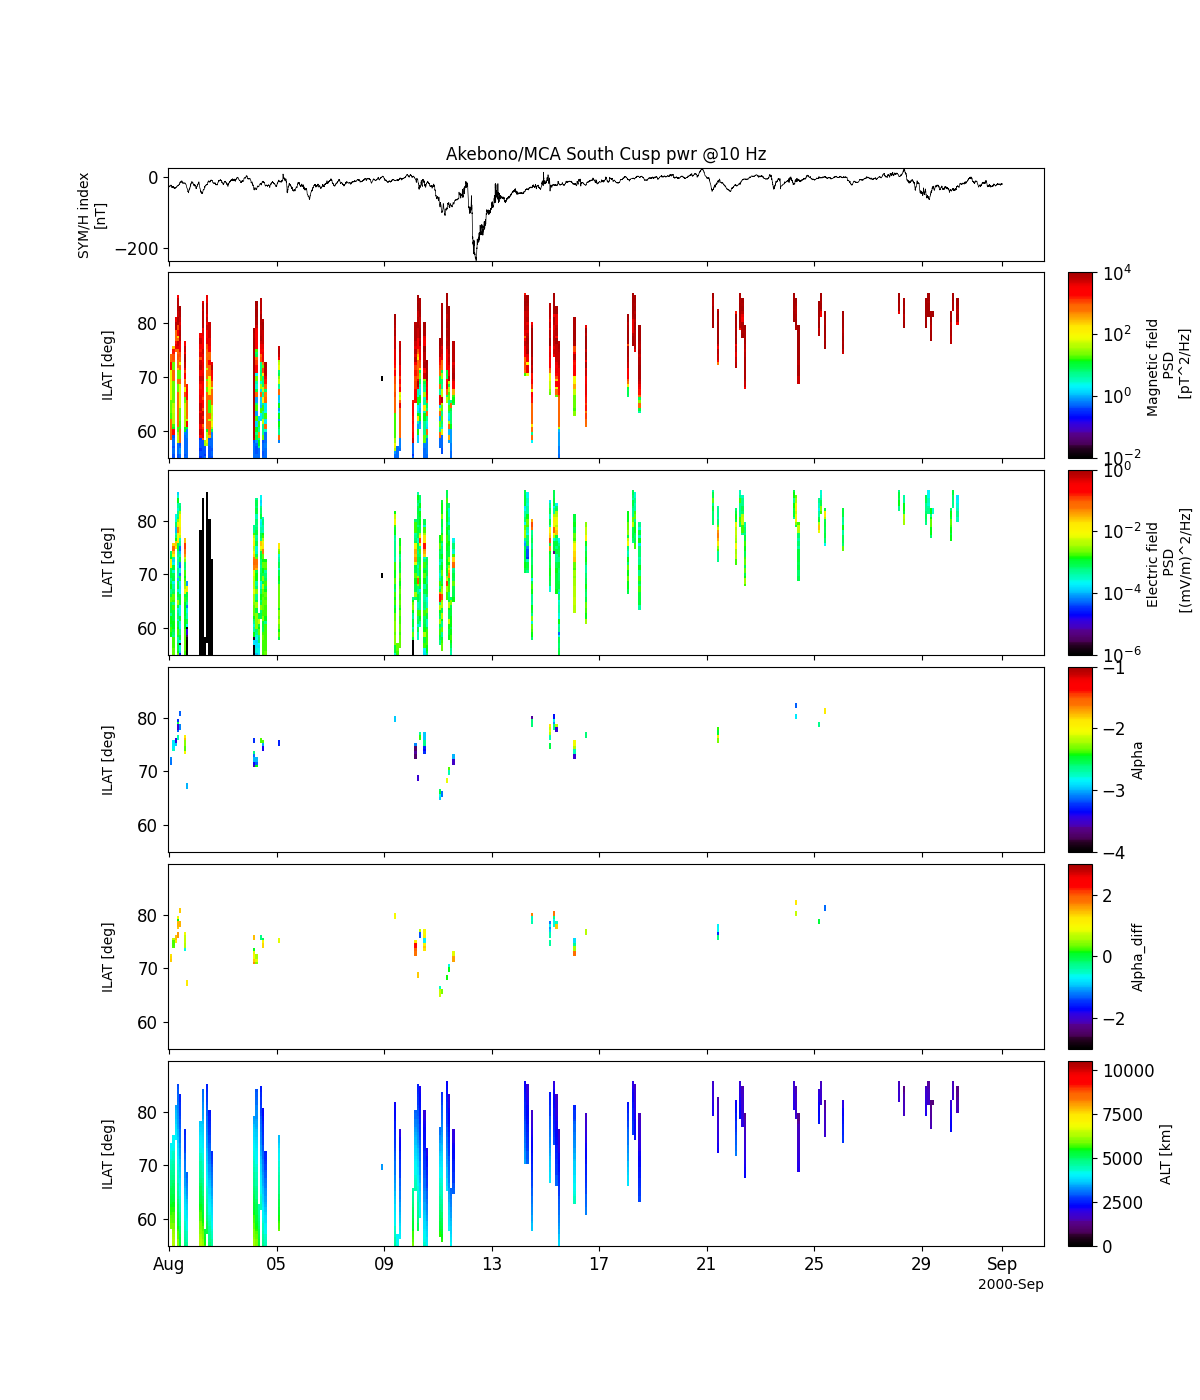 Akebono/MCA South Cusp pwr @10 Hz
SYM/H index
[nT]
0
−200
ILAT [deg]
80
70
60
10^4
10^2
10^0
10^−2
Magnetic field
PSD
[pT^2/Hz]
ILAT [deg]
80
70
60
10^0
10^−2
10^−4
10^−6
Electric field
PSD
[(mV/m)^2/Hz]
ILAT [deg]
80
70
60
−1
−2
−3
−4
Alpha
ILAT [deg]
80
70
60
2
0
−2
Alpha_diff
ILAT [deg]
80
70
60
10000
7500
5000
2500
0
ALT [km]
Aug 05 09 13 17 21 25 29 Sep
2000-Sep